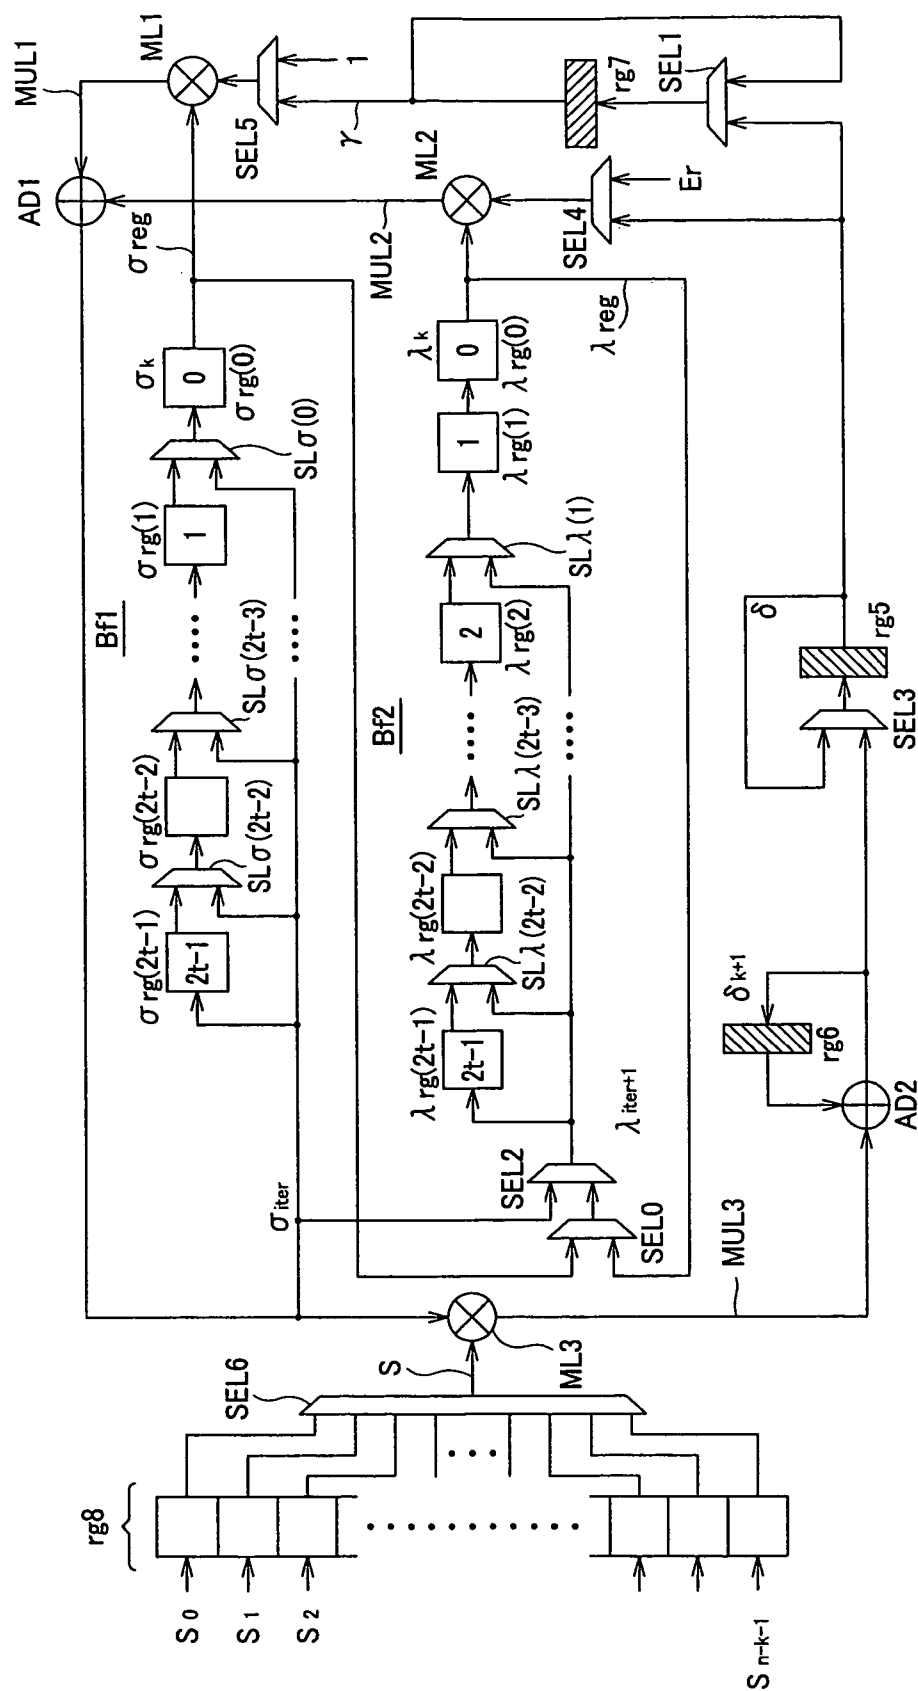 rg8
S0
S1
S2
Sn-k-1
SEL6
S
ML3
MUL3
σiter
SEL2
SEL0
λiter+1
Bf1
σrg(2t-1)
2t-1
SLσ(2t-2)
σrg(2t-2)
SLσ(2t-3)
σrg(1)
1
SLσ(0)
σk
0
σrg(0)
σreg
Bf2
λrg(2t-1)
2t-1
SLλ(2t-2)
λrg(2t-2)
SLλ(2t-3)
2
λrg(2)
SLλ(1)
1
λrg(1)
λk
0
λrg(0)
λreg
AD1
MUL1
ML1
SEL5
1
γ
MUL2
ML2
SEL4
Er
rg7
SEL1
δk+1
rg6
AD2
δ
SEL3
rg5